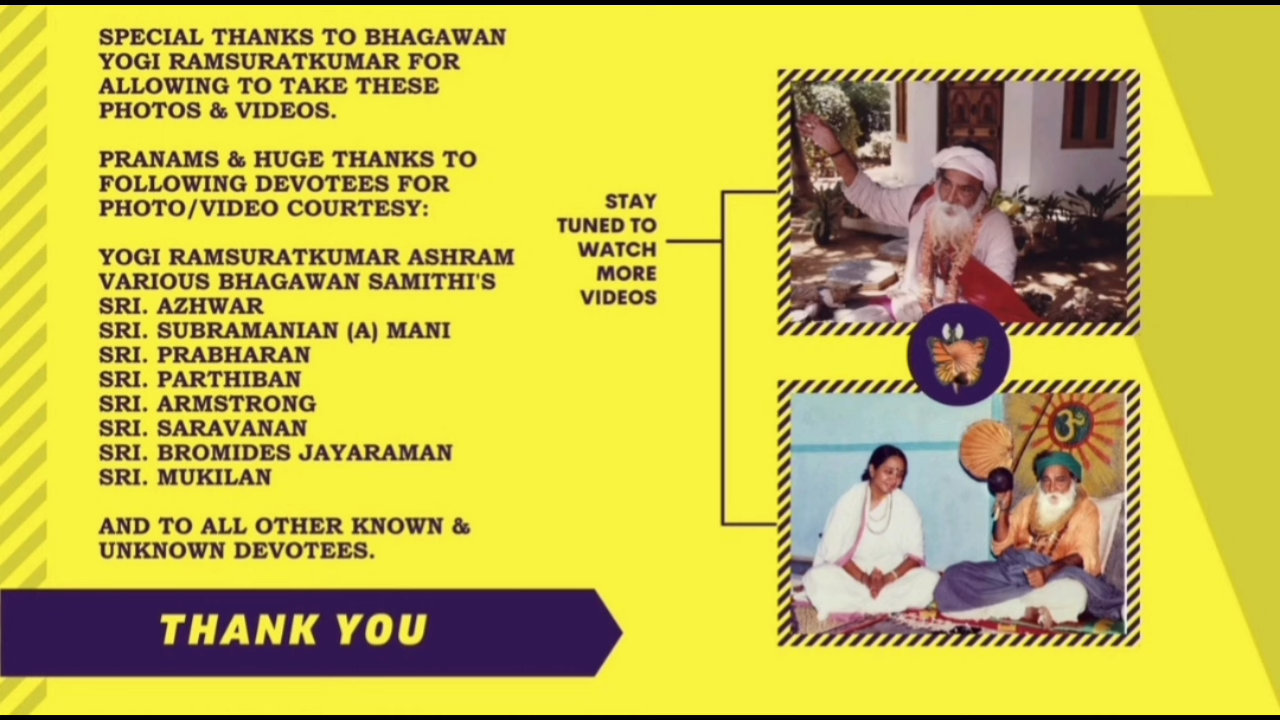 SPECIAL THANKS TO BHAGAWAN
YOGI RAMSURATKUMAR FOR
ALLOWING TO TAKE THESE
PHOTOS & VIDEOS.
PRANAMS & HUGE THANKS TO
FOLLOWING DEVOTEES FOR
PHOTO/VIDEO COURTESY:
YOGI RAMSURATKUMAR ASHRAM
VARIOUS BHAGAWAN SAMITHI'S
SRI. AZHWAR
SRI. SUBRAMANIAN (A) MANI
SRI. PRABHARAN
SRI. PARTHIBAN
SRI. ARMSTRONG
SRI. SARAVANAN
SRI. BROMIDES JAYARAMAN
SRI. MUKILAN
AND TO ALL OTHER KNOWN &
UNKNOWN DEVOTEES.
THANK YOU
STAY
TUNED TO
WATCH
MORE
VIDEOS
ॐ